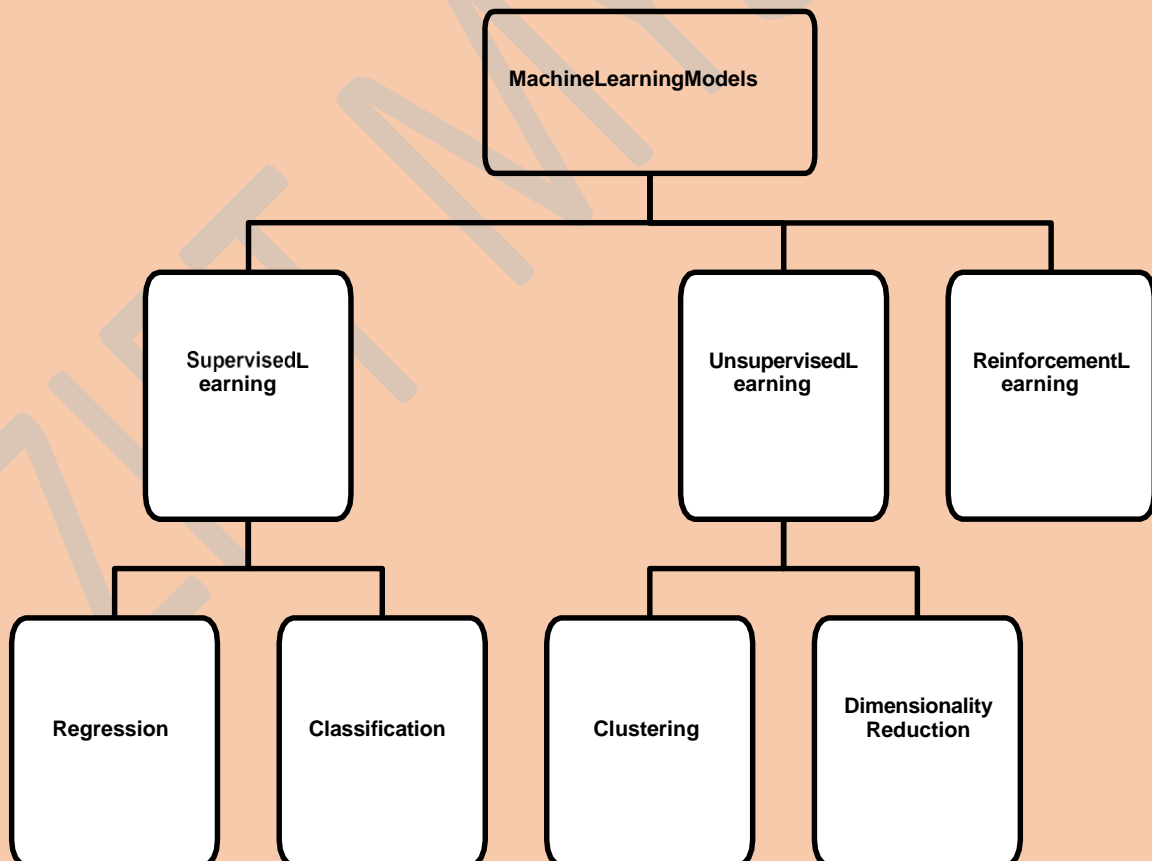 MachineLearningModels
SupervisedL
earning
UnsupervisedL
earning
ReinforcementL
earning
Regression
Classification
Clustering
Dimensionality
Reduction